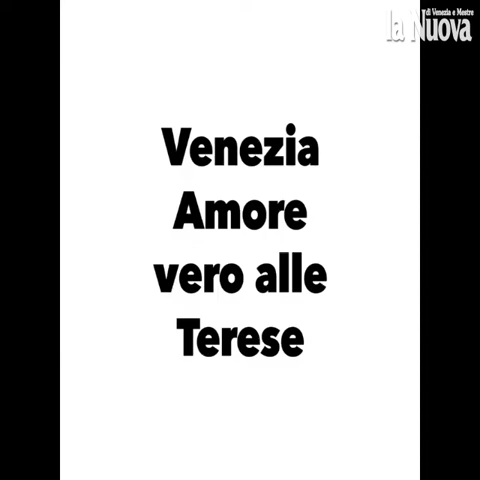 di Venezia e Mestre
la Nuova
Venezia
Amore
vero alle
Terese